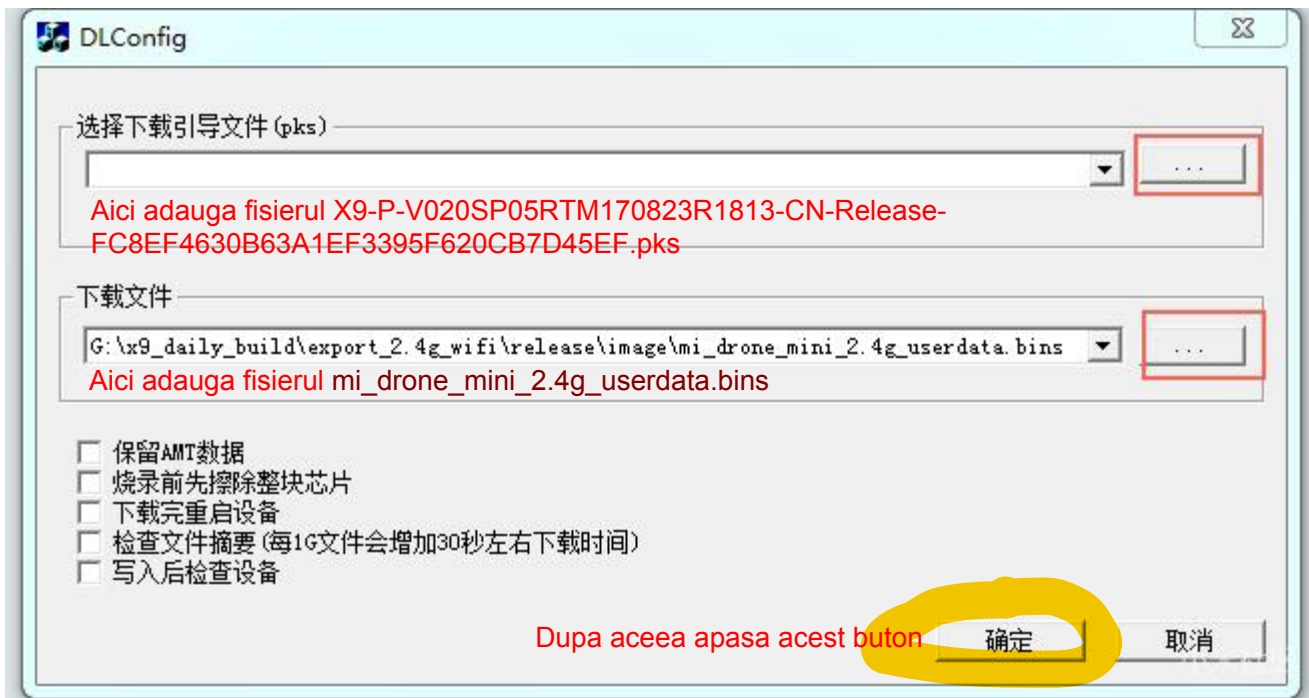 DLConfig
选择下载引导文件(pks)
...
Aici adauga fisierul X9-P-V020SP05RTM170823R1813-CN-Release-
FC8EF4630B63A1EF3395F620CB7D45EF.pks
下载文件
G:\x9_daily_build\export_2.4g_wifi\release\image\mi_drone_mini_2.4g_userdata.bins
...
Aici adauga fisierul mi_drone_mini_2.4g_userdata.bins
保留AMT数据
烧录前先擦除整块芯片
下载完重启设备
检查文件摘要(每1G文件会增加30秒左右下载时间)
写入后检查设备
Dupa aceea apasa acest buton 确定 取消